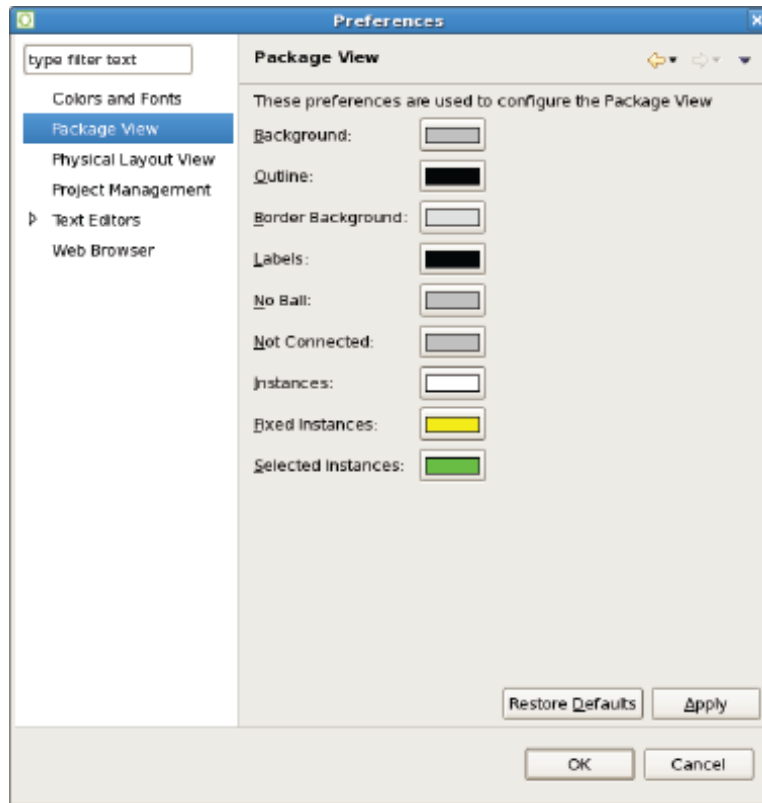 Preferences
type filter text
Package View
Colors and Fonts
Package View
Physical Layout View
Project Management
Text Editors
Web Browser
These preferences are used to configure the Package View
Background:
Outline:
Border Background:
Labels:
No Ball:
Not Connected:
Instances:
Fixed Instances:
Selected Instances:
Restore Defaults
Apply
OK
Cancel